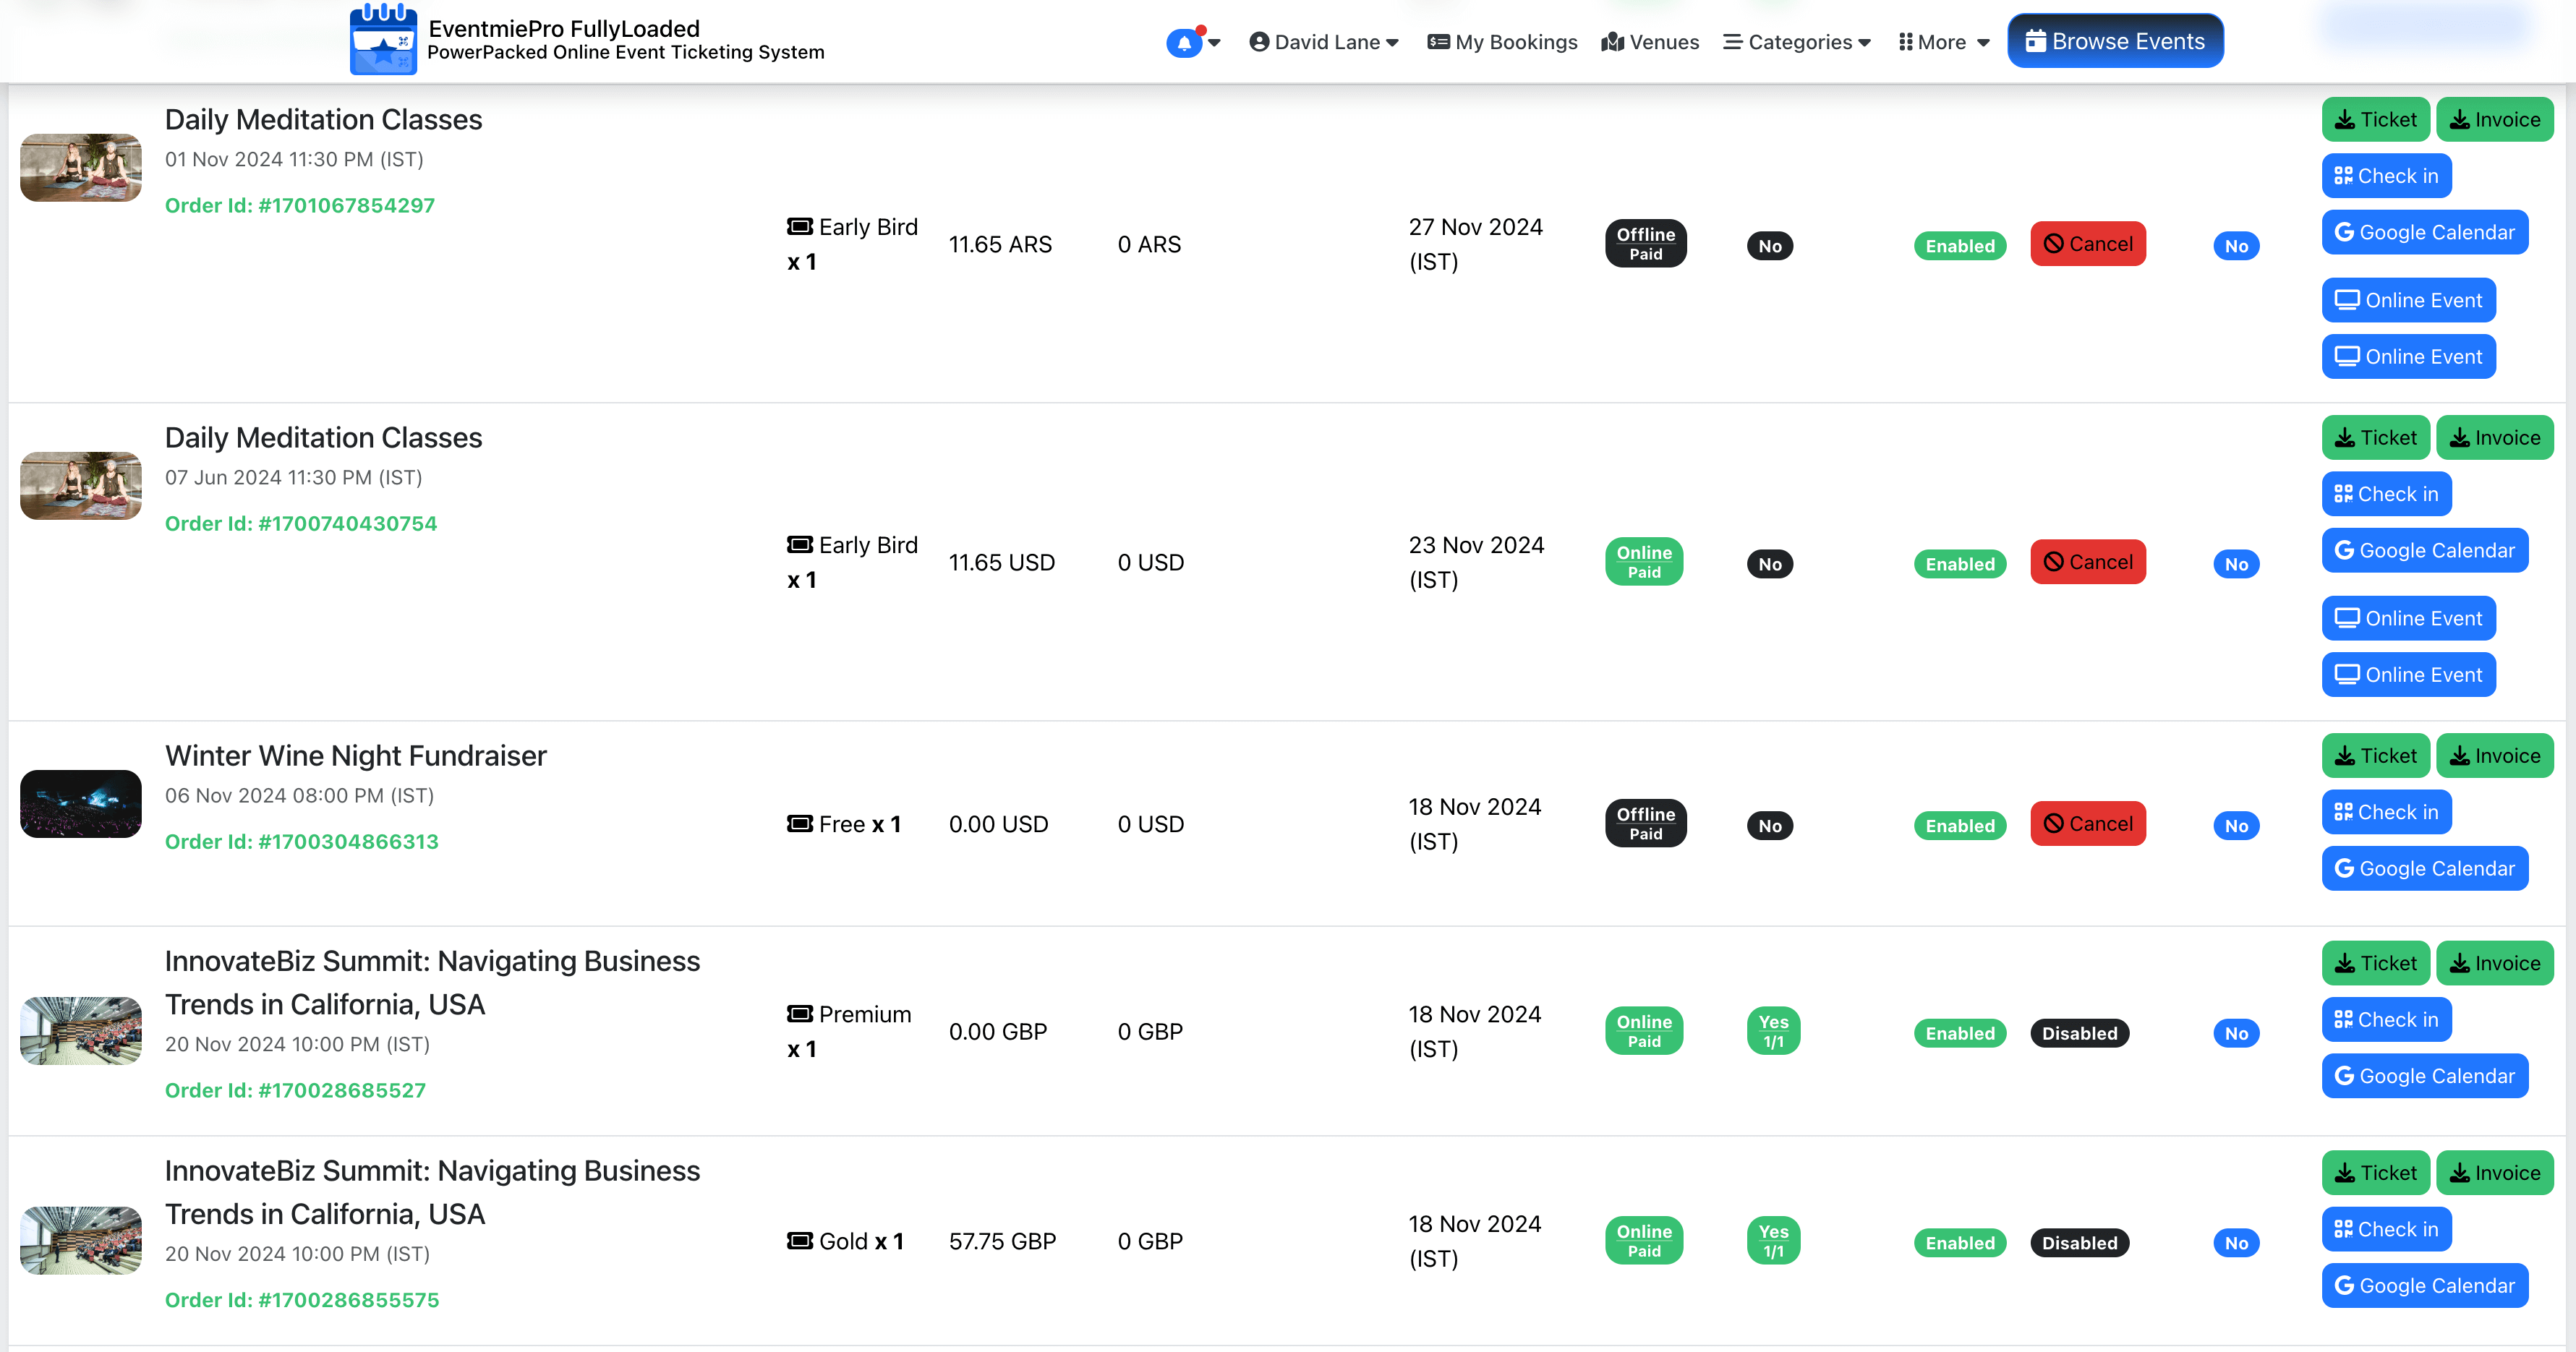 EventmiePro FullyLoaded
PowerPacked Online Event Ticketing System
David Lane
My Bookings
Venues
Categories
More
Browse Events
Daily Meditation Classes
01 Nov 2024 11:30 PM (IST)
Order Id: #1701067854297
Early Bird
x 1
11.65 ARS
0 ARS
27 Nov 2024
(IST)
Offline
Paid
No
Enabled
Cancel
No
Ticket
Invoice
Check in
Google Calendar
Online Event
Online Event
Daily Meditation Classes
07 Jun 2024 11:30 PM (IST)
Order Id: #1700740430754
Early Bird
x 1
11.65 USD
0 USD
23 Nov 2024
(IST)
Online
Paid
No
Enabled
Cancel
No
Ticket
Invoice
Check in
Google Calendar
Online Event
Online Event
Winter Wine Night Fundraiser
06 Nov 2024 08:00 PM (IST)
Order Id: #1700304866313
Free x 1
0.00 USD
0 USD
18 Nov 2024
(IST)
Offline
Paid
No
Enabled
Cancel
No
Ticket
Invoice
Check in
Google Calendar
InnovateBiz Summit: Navigating Business
Trends in California, USA
20 Nov 2024 10:00 PM (IST)
Order Id: #170028685527
Premium
x 1
0.00 GBP
0 GBP
18 Nov 2024
(IST)
Online
Paid
Yes
1/1
Enabled
Disabled
No
Ticket
Invoice
Check in
Google Calendar
InnovateBiz Summit: Navigating Business
Trends in California, USA
20 Nov 2024 10:00 PM (IST)
Order Id: #1700286855575
Gold x 1
57.75 GBP
0 GBP
18 Nov 2024
(IST)
Online
Paid
Yes
1/1
Enabled
Disabled
No
Ticket
Invoice
Check in
Google Calendar